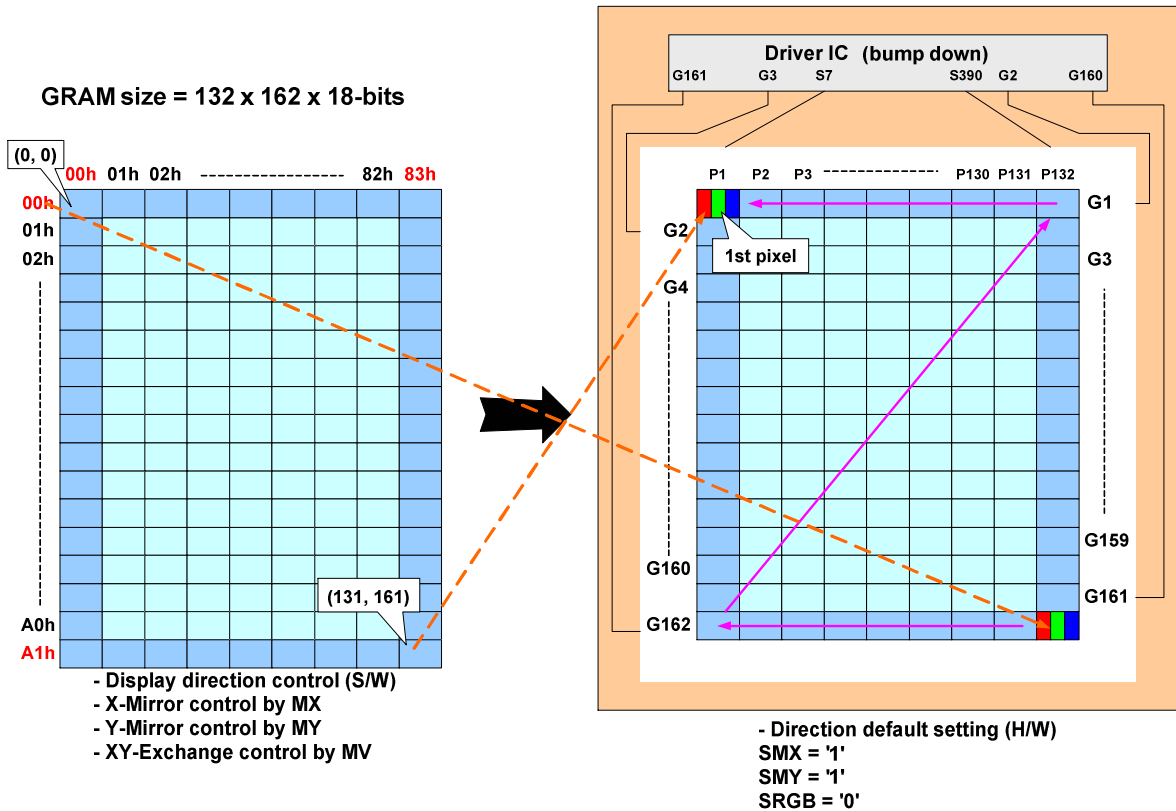 GRAM size = 132 x 162 x 18-bits
(0, 0)
00h 01h 02h 82h 83h
00h
01h
02h
A0h
A1h
(131, 161)
- Display direction control (S/W)
- X-Mirror control by MX
- Y-Mirror control by MY
- XY-Exchange control by MV
Driver IC (bump down)
G161 G3 S7 S390 G2 G160
P1 P2 P3 P130 P131 P132
G1
G2
1st pixel
G3
G4
G159
G160
G161
G162
- Direction default setting (H/W)
SMX = '1'
SMY = '1'
SRGB = '0'